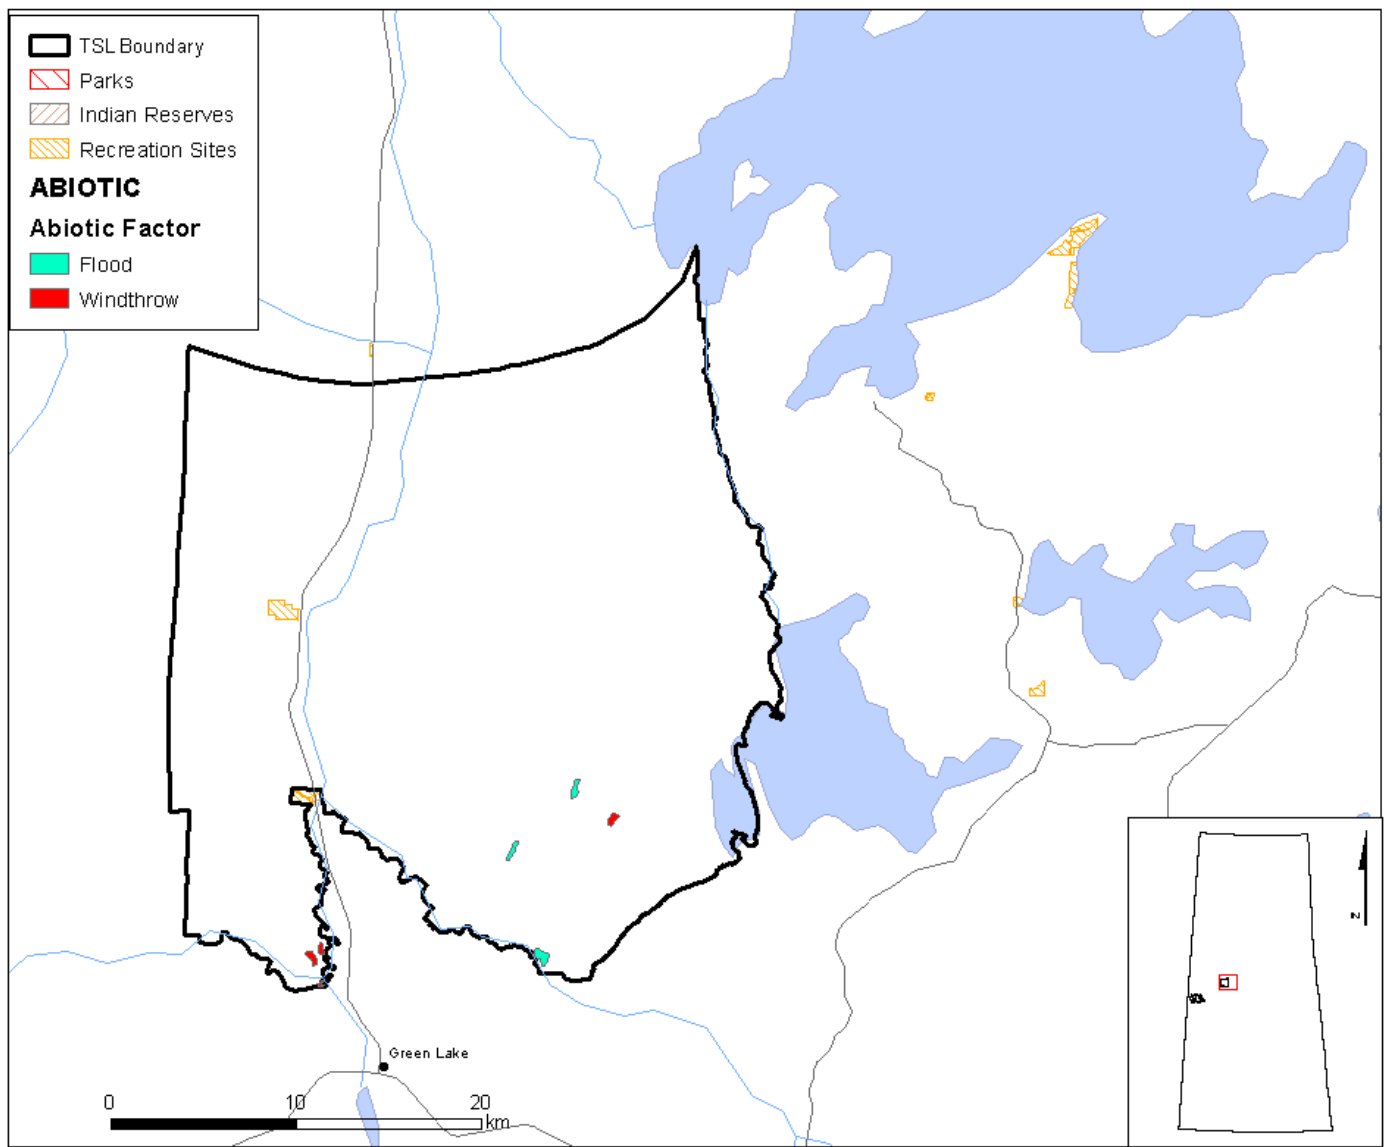 TSL Boundary
Parks
Indian Reserves
Recreation Sites
ABIOTIC
Abiotic Factor
Flood
Windthrow
Green Lake
0 10 20
km
N